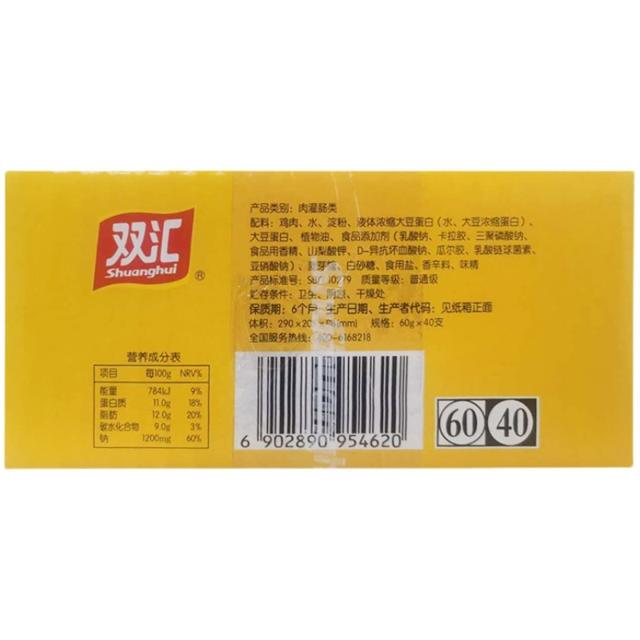 双汇
Shuanghui
®
产品类别：肉灌肠类
配料：鸡肉、水、淀粉、液体浓缩大豆蛋白（水、大豆浓缩蛋白）、
大豆蛋白、植物油、食品添加剂（乳酸钠、卡拉胶、三聚磷酸钠、
食品用香精、山梨酸钾、D-异抗坏血酸钠、瓜尔胶、乳酸链球菌素、
亚硝酸钠）、白砂糖、食用盐、香辛料、味精
产品标准号：质量等级：普通级
贮存条件：卫生、干燥处
保质期：6个月 生产日期、生产者代码：见纸箱正面
体积：290 规格：60g×40支
全国服务热线：6168218
营养成分表
项目 每100g NRV%
能量 784kJ 9%
蛋白质 11.0g 18%
脂肪 12.0g 20%
碳水化合物 9.0g 3%
钠 1200mg 60%
6 902890 954620
60 40